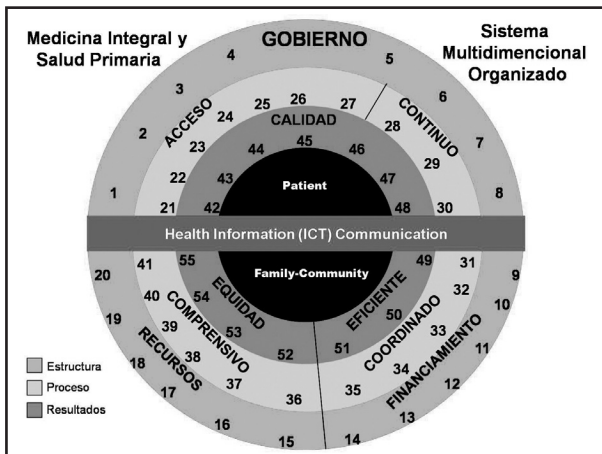 Medicina Integral y
Salud Primaria
Sistema
Multidimencional
Organizado
GOBIERNO
1
2
3
4
5
6
7
8
ACCESO
CONTINUO
21
22
23
24
25
26
27
28
29
30
CALIDAD
42
43
44
45
46
47
48
Patient
Health Information (ICT) Communication
Family-Community
EQUIDAD
EFICIENTE
49
50
51
52
53
54
55
COMPRENSIVO
COORDINADO
31
32
33
34
35
36
37
38
39
40
41
RECURSOS
FINANCIAMIENTO
9
10
11
12
13
14
15
16
17
18
19
20
Estructura
Proceso
Resultados